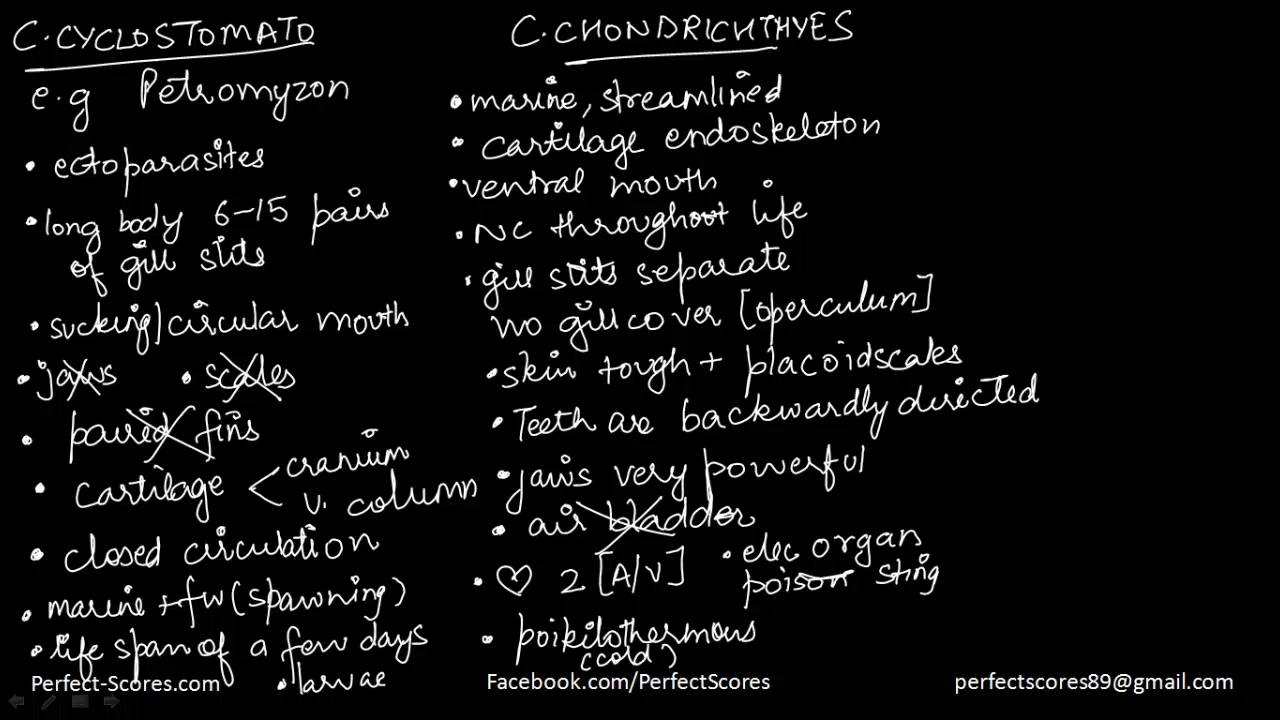 C. CYCLOSTOMATO
e.g Petromyzon
• ectoparasites
• long body 6-15 pairs
of gill slits
• sucking/circular mouth
• jaws • scales
• paired fins
• cartilage < cranium
v. column
• closed circulation
• marine + fw (spawning)
• life span of a few days
• larvae
C. CHONDRICHTHYES
• marine, streamlined
• cartilage endoskeleton
• ventral mouth
• NC throughout life
• gill slits separate
no gill cover [operculum]
• skin tough + placoid scales
• Teeth are backwardly directed
• jaws very powerful
• air bladder
• ♡ 2 [A/V] • elec organ
poison sting
• poikilothermous
(cold)
Perfect-Scores.com
Facebook.com/PerfectScores
perfectscores89@gmail.com